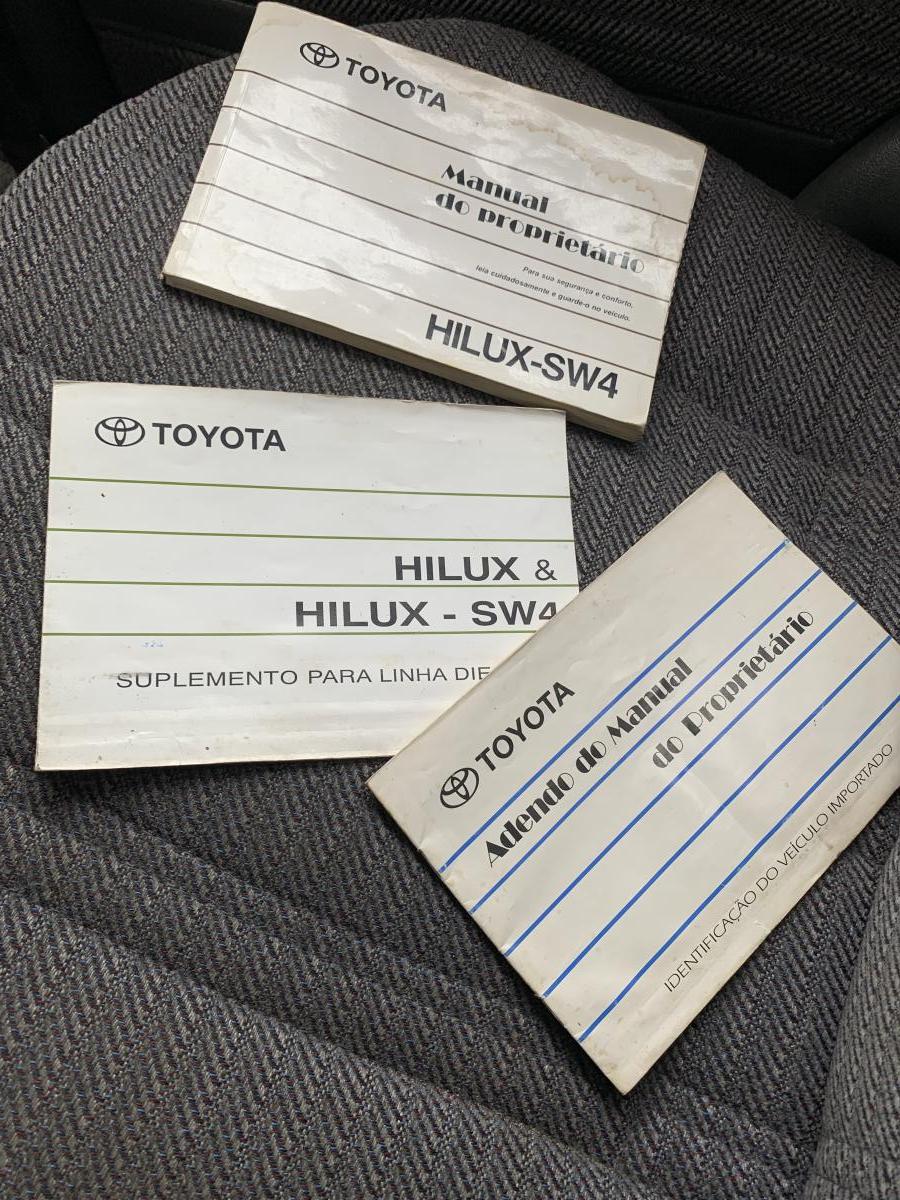 TOYOTA
Manual
do proprietário
Para sua segurança e conforto,
leia cuidadosamente e guarde-o no veículo.
HILUX-SW4
TOYOTA
HILUX &
HILUX - SW4
SUPLEMENTO PARA LINHA DIE
TOYOTA
Adendo do Manual
do Proprietário
IDENTIFICAÇÃO DO VEÍCULO IMPORTADO